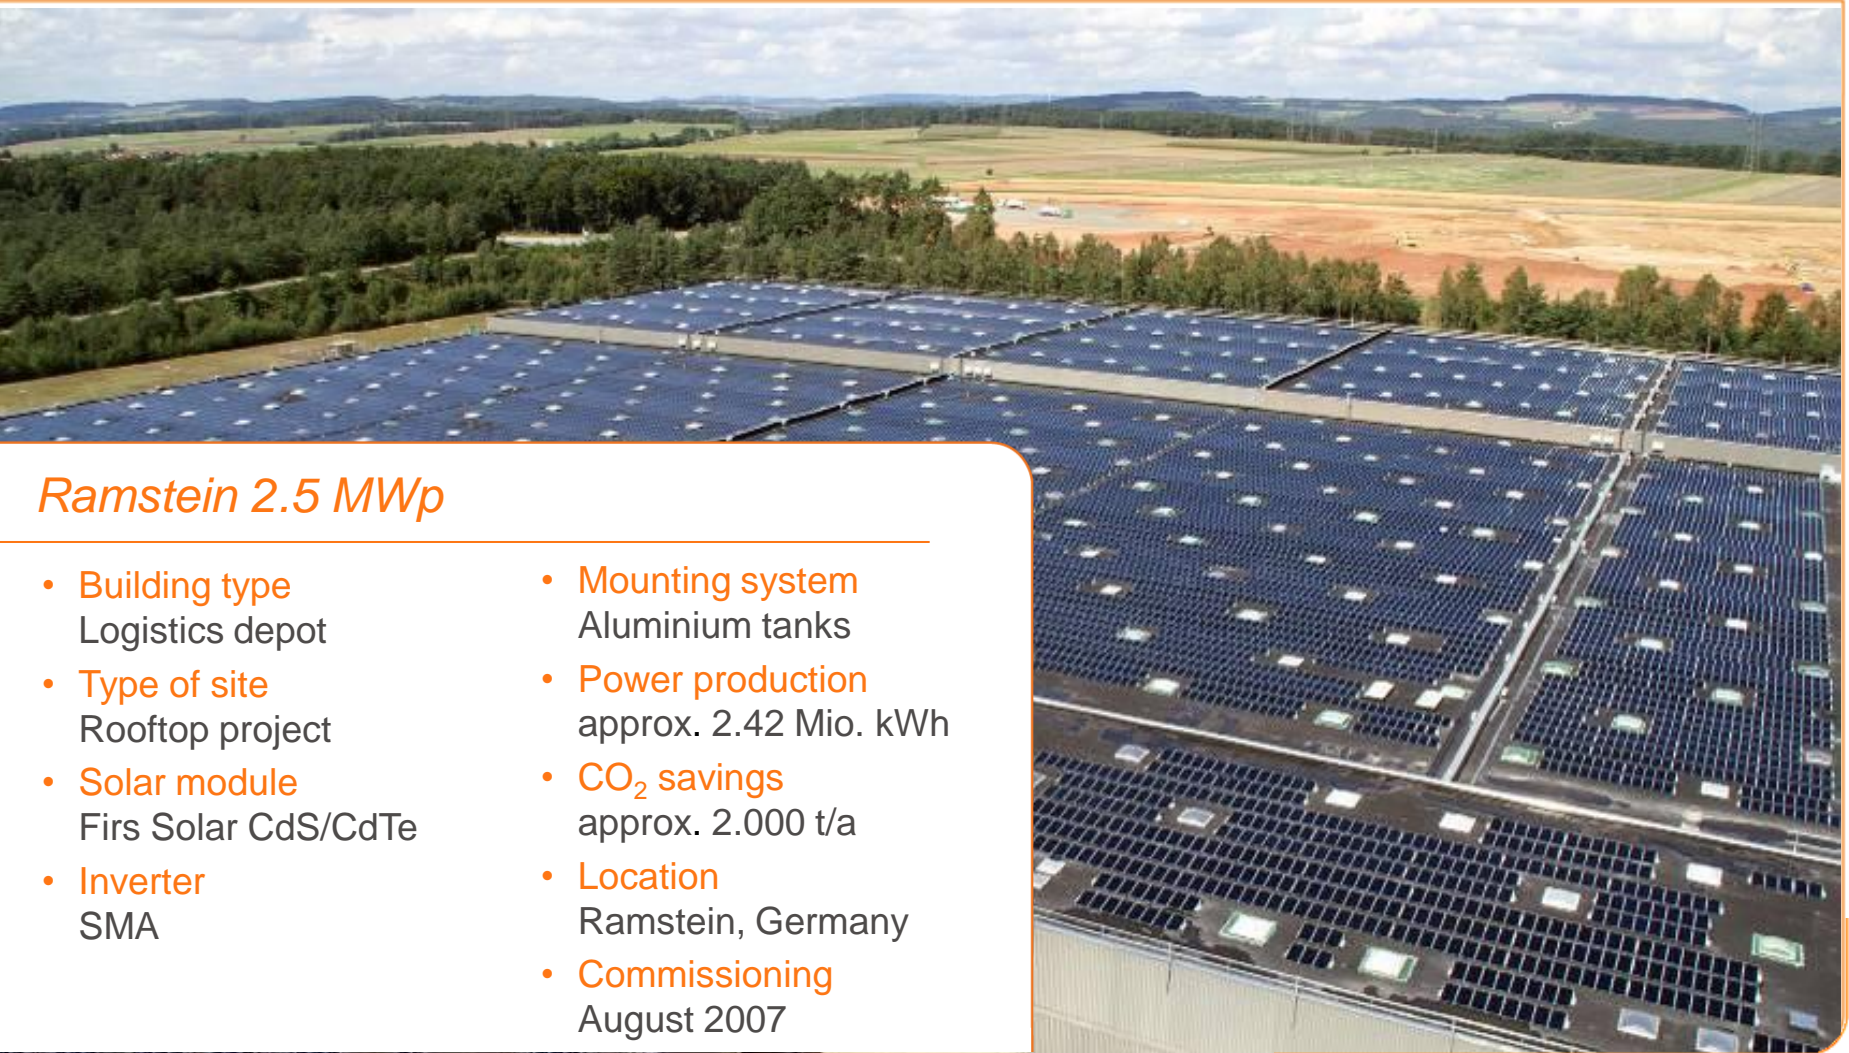 Ramstein 2.5 MWp
• Building type
Logistics depot
• Type of site
Rooftop project
• Solar module
Firs Solar CdS/CdTe
• Inverter
SMA
• Mounting system
Aluminium tanks
• Power production
approx. 2.42 Mio. kWh
• CO₂ savings
approx. 2.000 t/a
• Location
Ramstein, Germany
• Commissioning
August 2007